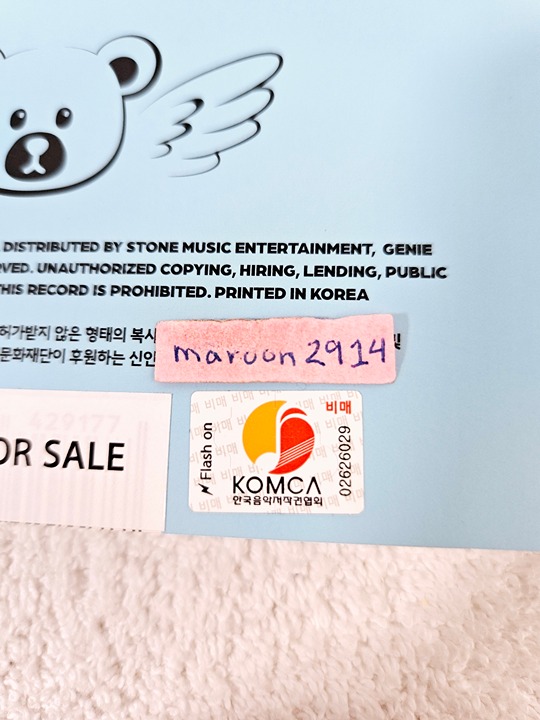 DISTRIBUTED BY STONE MUSIC ENTERTAINMENT, GENIE
UNAUTHORIZED COPYING, HIRING, LENDING, PUBLIC
THIS RECORD IS PROHIBITED. PRINTED IN KOREA
허가받지 않은 형태의 복사
문화재단이 후원하는 신인
maroon2914
SALE
비매
Flash on
KOMCA
한국음악저작권협회
02626029